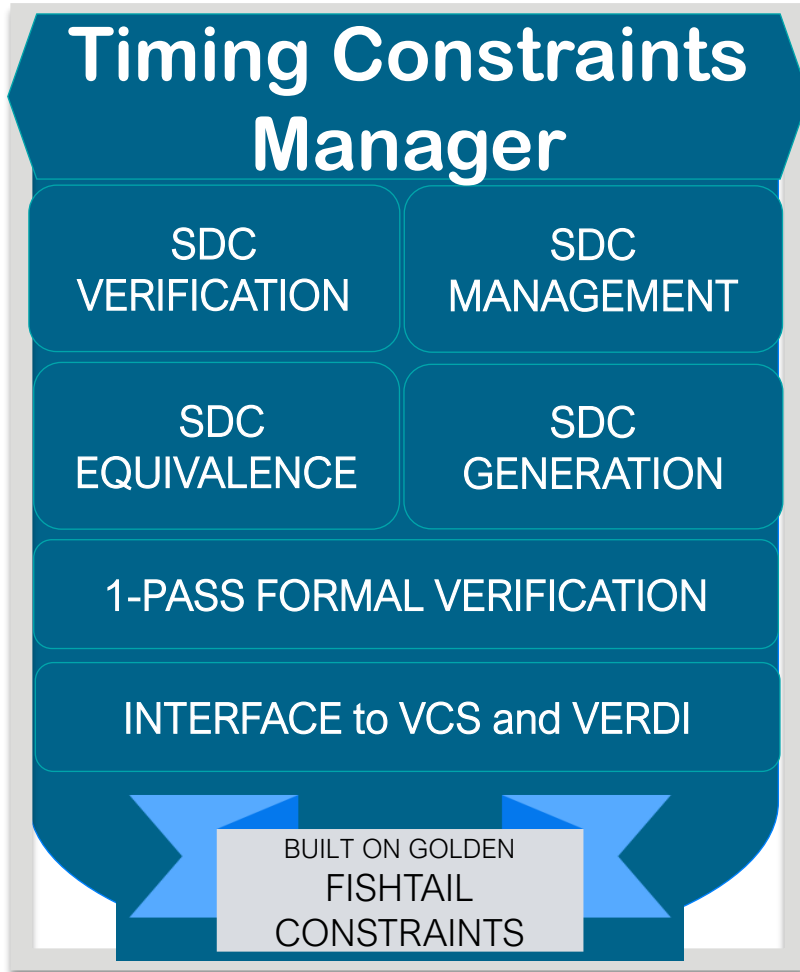 Timing Constraints
Manager
SDC
VERIFICATION
SDC
MANAGEMENT
SDC
EQUIVALENCE
SDC
GENERATION
1-PASS FORMAL VERIFICATION
INTERFACE to VCS and VERDI
BUILT ON GOLDEN
FISHTAIL
CONSTRAINTS